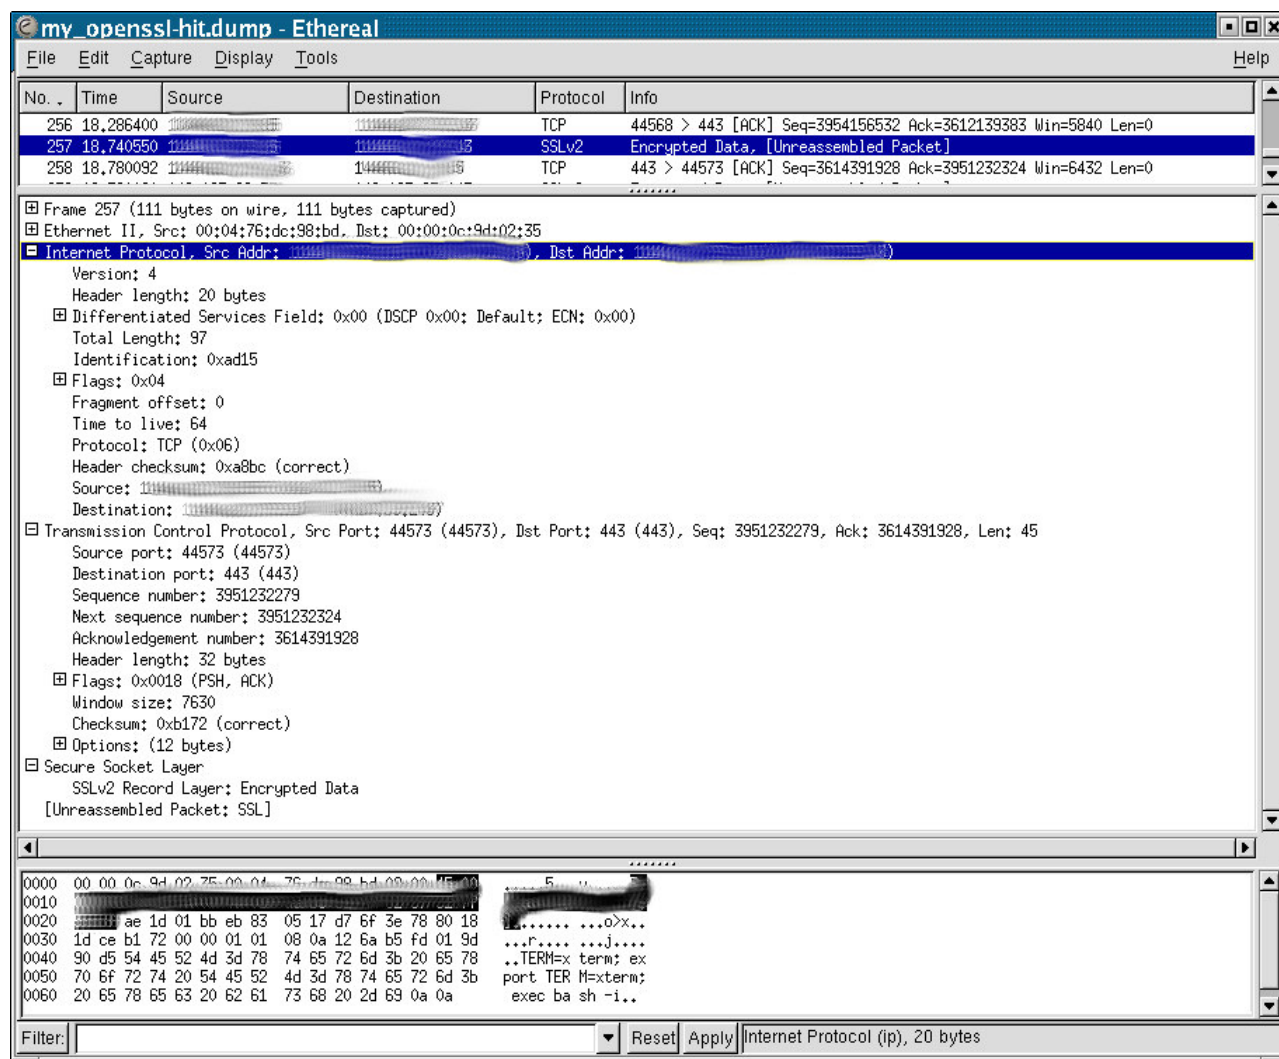 my_openssl-hit.dump - Ethereal
File Edit Capture Display Tools Help
No. Time Source Destination Protocol Info
256 18.286400 TCP 44568 > 443 [ACK] Seq=3954156532 Ack=3612139383 Win=5840 Len=0
257 18.740550 SSLv2 Encrypted Data, [Unreassembled Packet]
258 18.780092 TCP 443 > 44573 [ACK] Seq=3614391928 Ack=3951232324 Win=6432 Len=0
Frame 257 (111 bytes on wire, 111 bytes captured)
Ethernet II, Src: 00:04:76:dc:98:bd, Dst: 00:00:0c:9d:02:35
Internet Protocol, Src Addr: ), Dst Addr: )
Version: 4
Header length: 20 bytes
Differentiated Services Field: 0x00 (DSCP 0x00: Default; ECN: 0x00)
Total Length: 97
Identification: 0xad15
Flags: 0x04
Fragment offset: 0
Time to live: 64
Protocol: TCP (0x06)
Header checksum: 0xa8bc (correct)
Source:
Destination:
Transmission Control Protocol, Src Port: 44573 (44573), Dst Port: 443 (443), Seq: 3951232279, Ack: 3614391928, Len: 45
Source port: 44573 (44573)
Destination port: 443 (443)
Sequence number: 3951232279
Next sequence number: 3951232324
Acknowledgement number: 3614391928
Header length: 32 bytes
Flags: 0x0018 (PSH, ACK)
Window size: 7630
Checksum: 0xb172 (correct)
Options: (12 bytes)
Secure Socket Layer
SSLv2 Record Layer: Encrypted Data
[Unreassembled Packet: SSL]
0000 00 00 0c 9d 02
0010
0020 ae 1d 01 bb eb 83 05 17 d6 6f 3e 78 80 18 ....... ...o>x..
0030 1d ce b1 72 00 00 01 01 08 0a 12 6a b5 fd 01 9d ...r.... ...j....
0040 90 d5 54 45 52 4d 3d 78 74 65 72 6d 3b 20 65 78 ..TERM=x term; ex
0050 70 6f 72 74 20 54 45 52 4d 3d 78 74 65 72 6d 3b port TER M=xterm;
0060 20 65 78 65 63 20 62 61 73 68 20 2d 69 0a 0a exec ba sh -i..
Filter: Reset Apply Internet Protocol (ip), 20 bytes